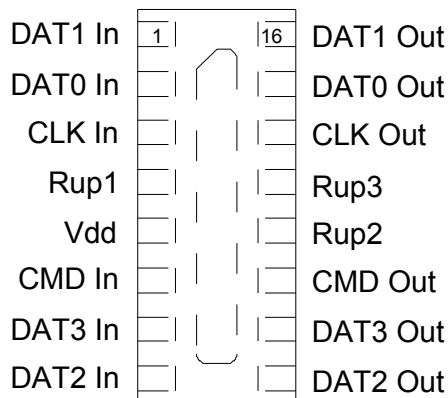 DAT1 In 1 16 DAT1 Out
DAT0 In DAT0 Out
CLK In CLK Out
Rup1 Rup3
Vdd Rup2
CMD In CMD Out
DAT3 In DAT3 Out
DAT2 In DAT2 Out